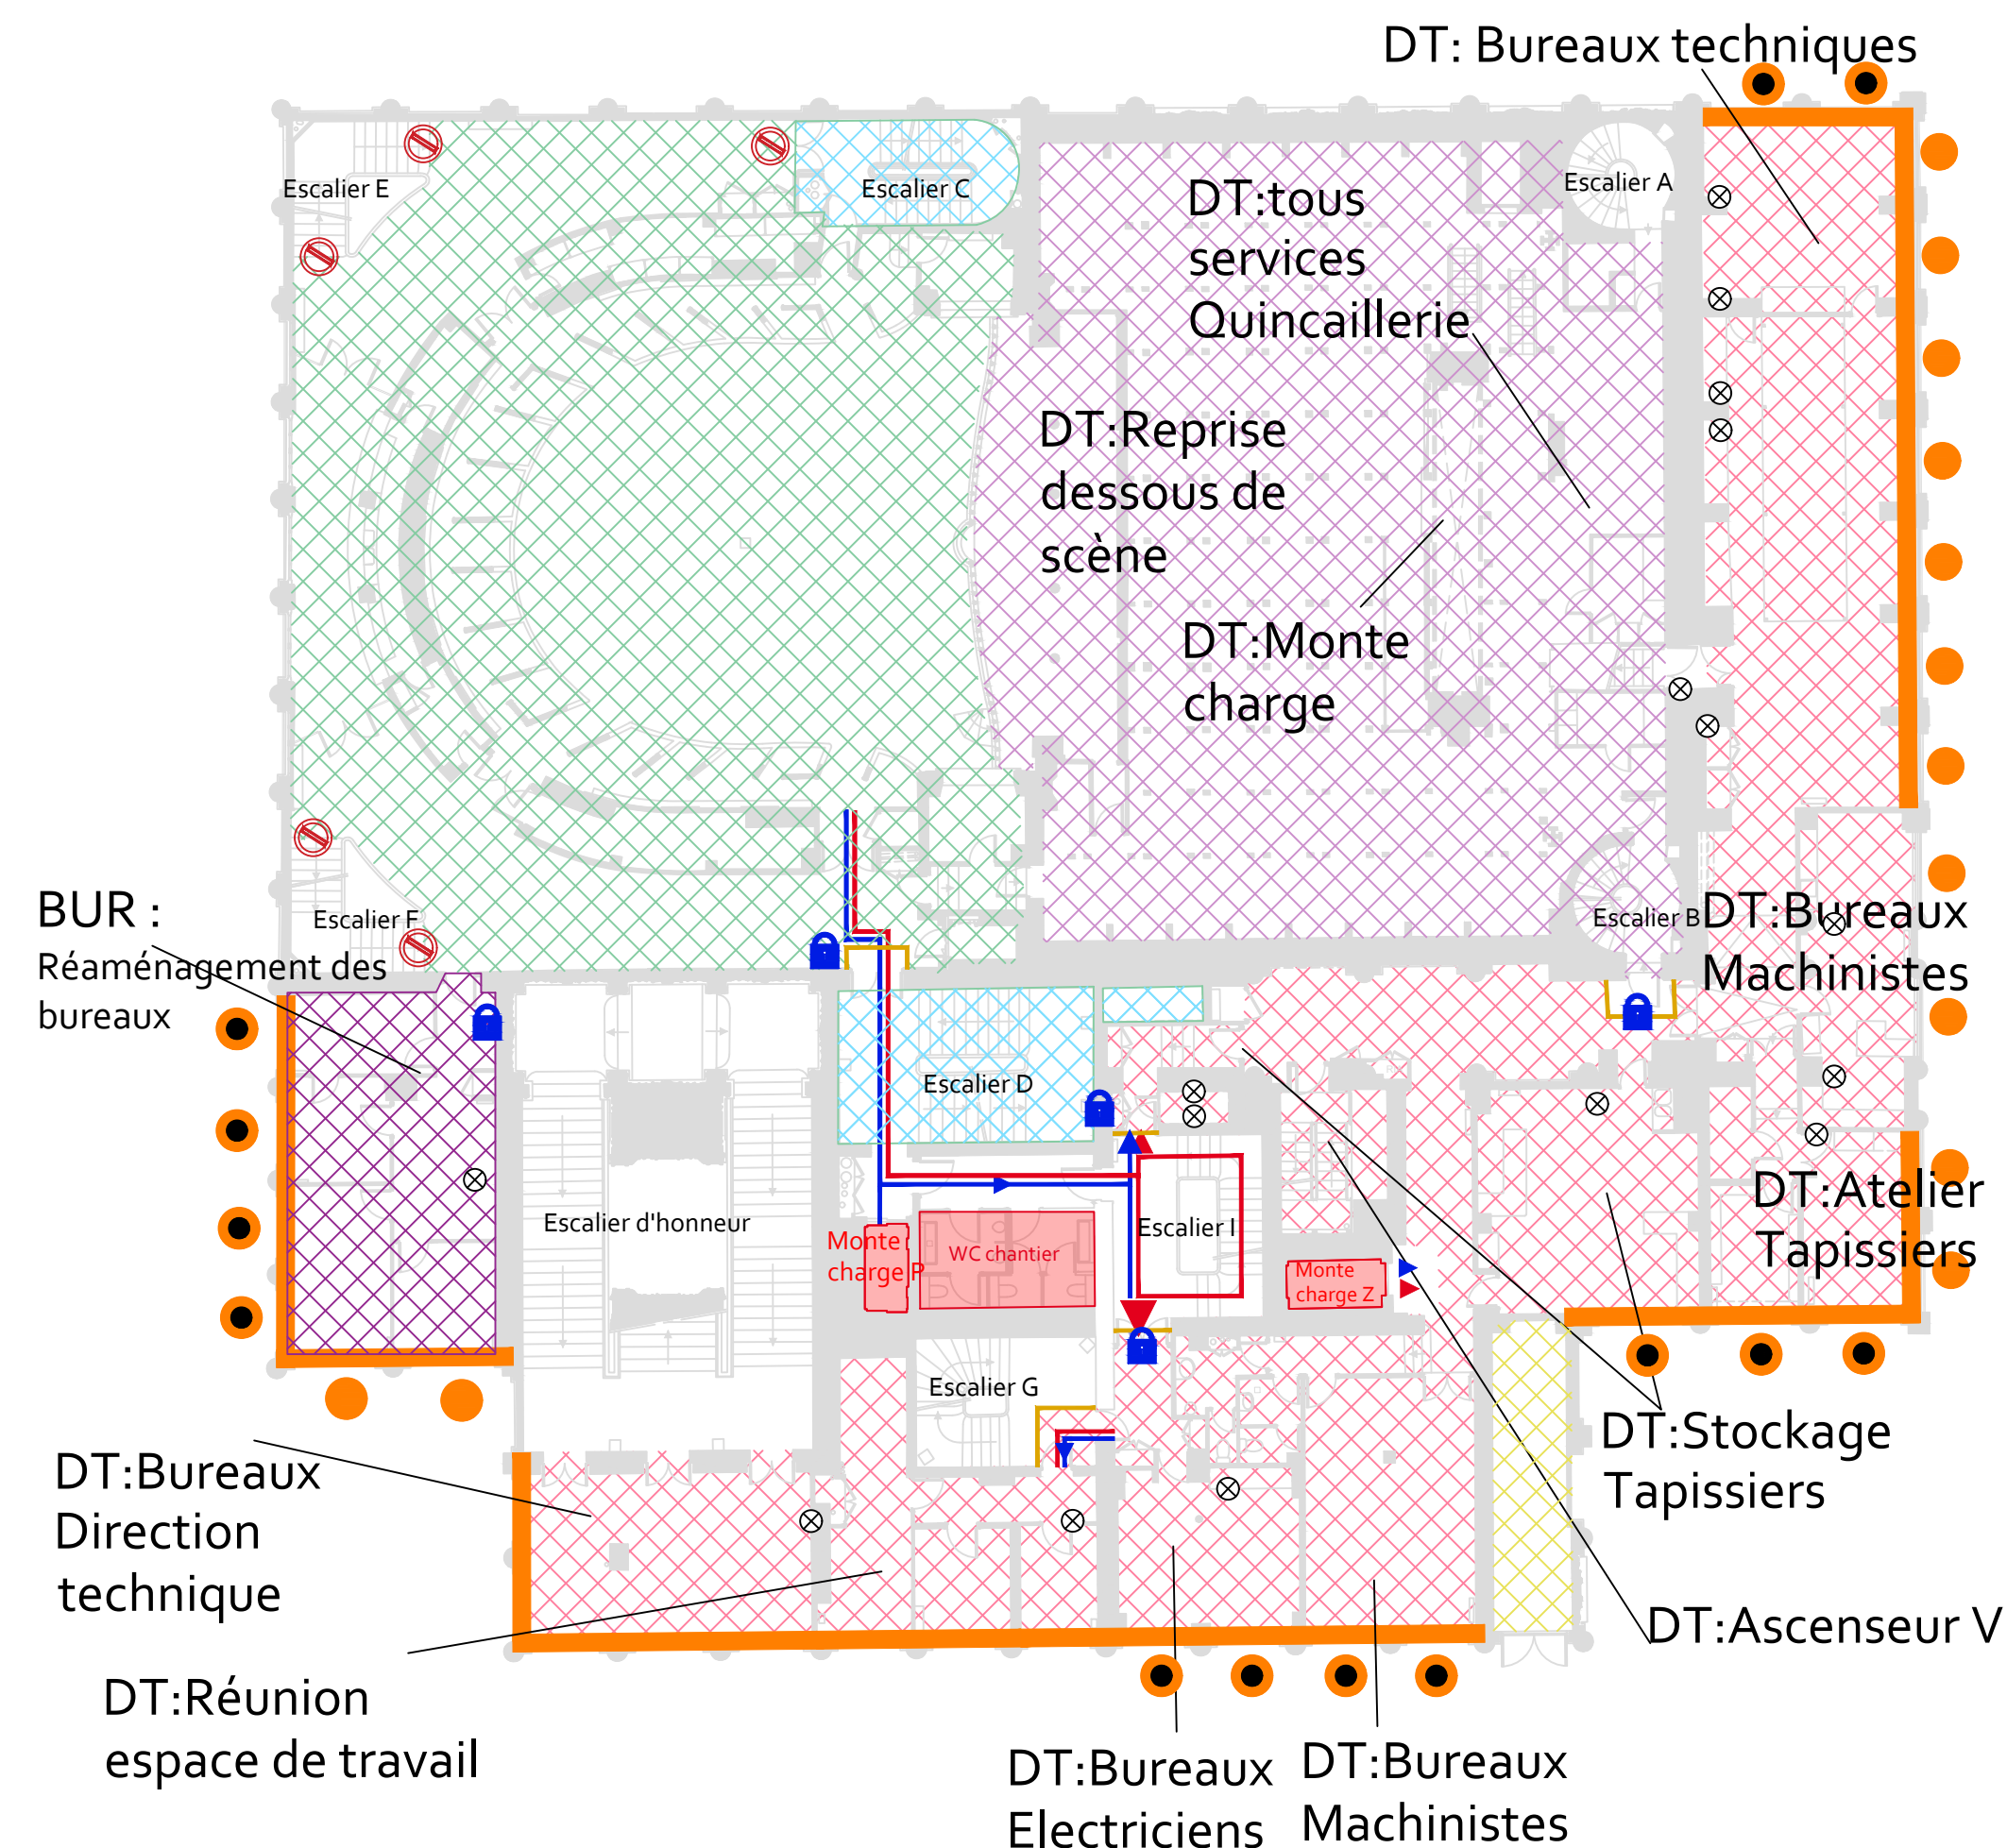 DT: Bureaux techniques
Escalier E
Escalier C
Escalier A
DT:tous
services
Quincaillerie
DT:Reprise
dessous de
scène
DT:Monte
charge
BUR :
Réaménagement des
bureaux
Escalier F
Escalier B
DT:Bureaux
Machinistes
Escalier D
Escalier d'honneur
Monte
charge P
WC chantier
Escalier I
Monte
charge Z
DT:Atelier
Tapissiers
Escalier G
DT:Stockage
Tapissiers
DT:Bureaux
Direction
technique
DT:Ascenseur V
DT:Réunion
espace de travail
DT:Bureaux
Electriciens
DT:Bureaux
Machinistes